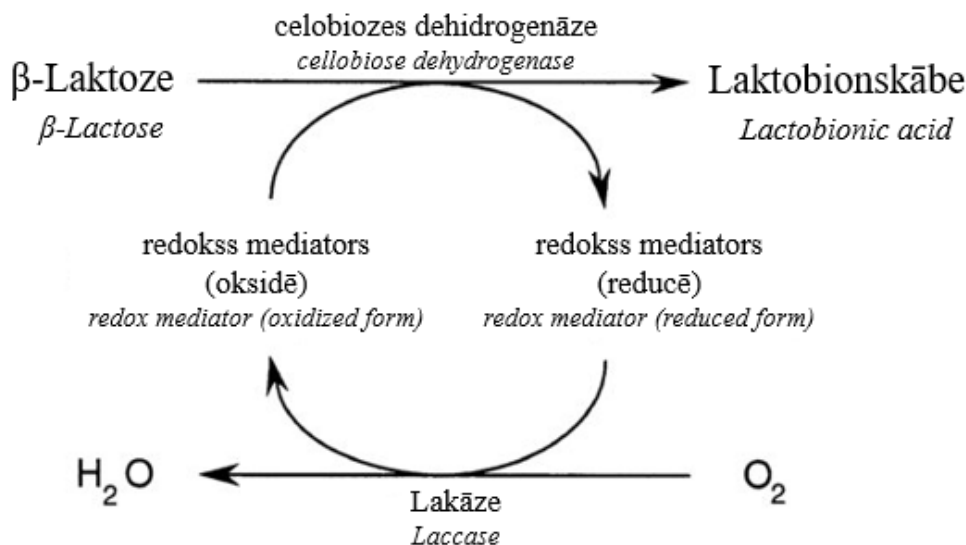 celobiozes dehidrogenāze
cellobiose dehydrogenase
β-Laktoze
β-Lactose
Laktobionskābe
Lactobionic acid
redokss mediators
(oksidē)
redox mediator (oxidized form)
redokss mediators
(reducē)
redox mediator (reduced form)
H₂O
O₂
Lakāze
Laccase